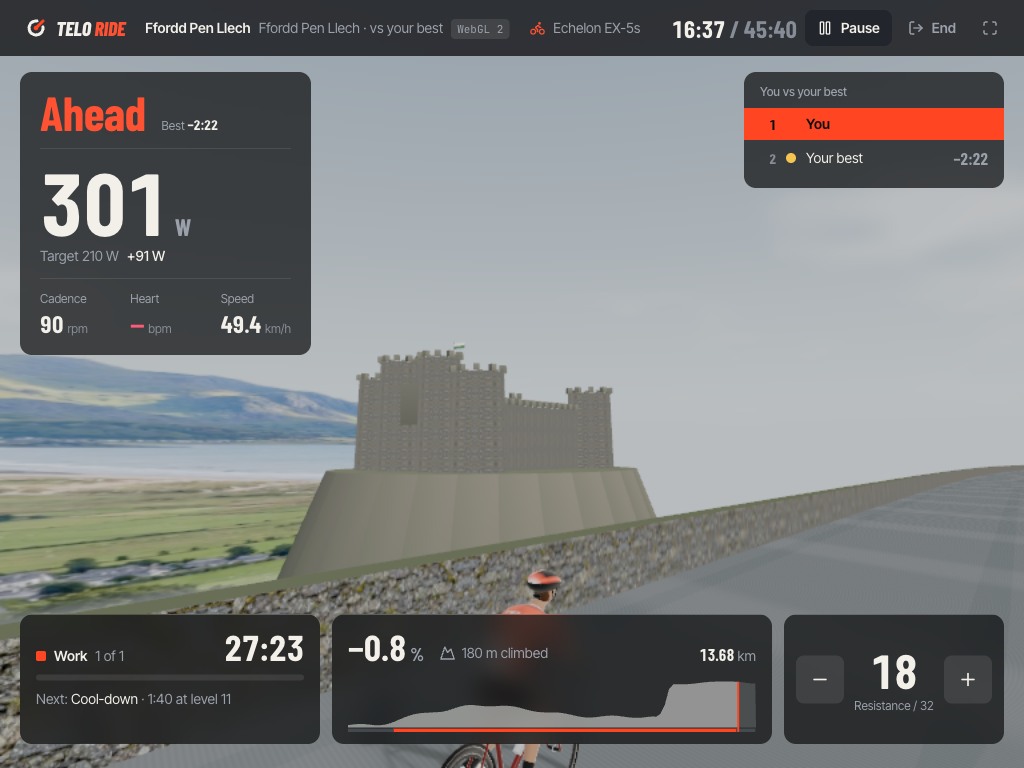 TELO RIDE Ffordd Pen Llech Ffordd Pen Llech · vs your best WebGL 2 Echelon EX-5s 16:37 / 45:40 Pause End
Ahead Best −2:22
301 W
Target 210 W +91 W
Cadence Heart Speed
90 rpm – bpm 49.4 km/h
You vs your best
1 You
2 Your best −2:22
Work 1 of 1 27:23
Next: Cool-down · 1:40 at level 11
−0.8 % 180 m climbed 13.68 km
− 18 +
Resistance / 32